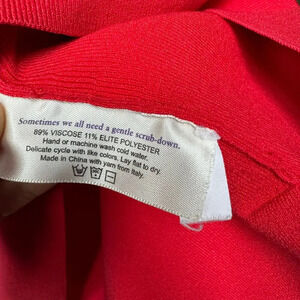 Sometimes we all need a gentle scrub-down.
89% VISCOSE 11% ELITE POLYESTER
Hand or machine wash cold water.
Delicate cycle with like colors. Lay flat to dry.
Made in China with yarn from Italy.